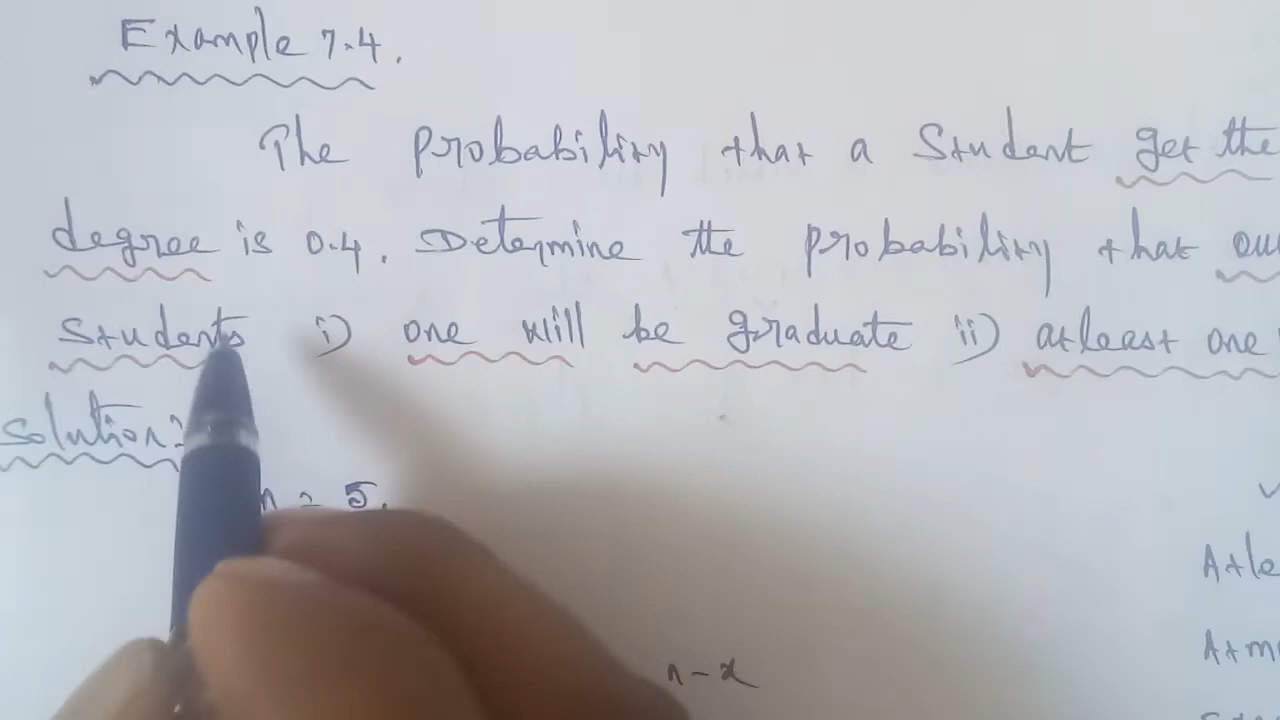 Example 7.4.
The probability that a Student get the
degree is 0.4. Determine the probability that ou
Students i) one will be graduate ii) atleast one
Solution:
n = 5.
Atle
n - x
Atm